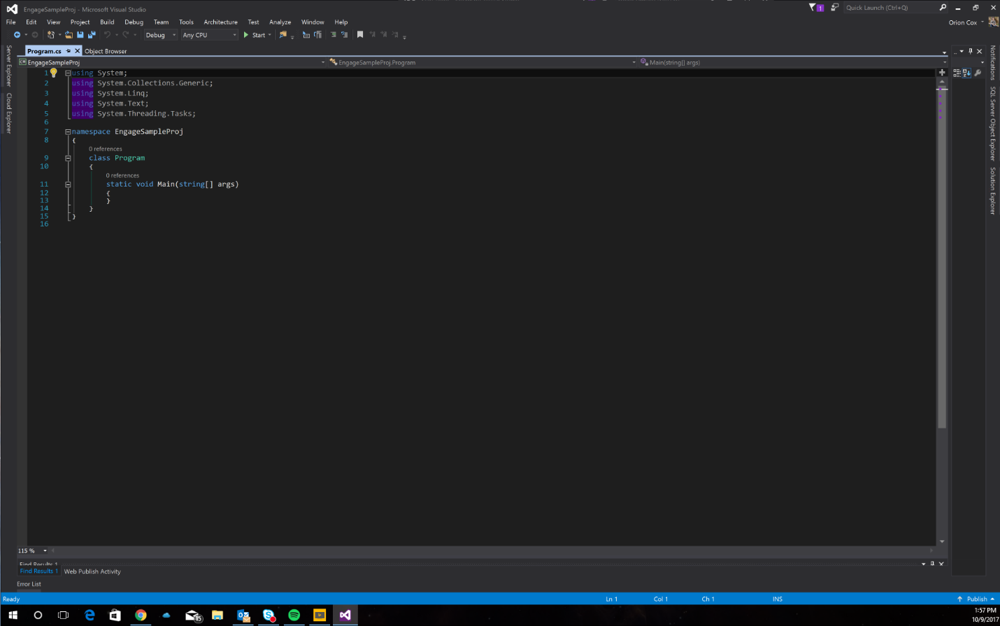 EngageSampleProj - Microsoft Visual Studio
1
Quick Launch (Ctrl+Q)
File Edit View Project Build Debug Team Tools Architecture Test Analyze Window Help
Orion Cox
Debug Any CPU Start
Program.cs Object Browser
EngageSampleProj EngageSampleProj.Program Main(string[] args)
1 using System;
2 using System.Collections.Generic;
3 using System.Linq;
4 using System.Text;
5 using System.Threading.Tasks;
6
7 namespace EngageSampleProj
8 {
0 references
9 class Program
10 {
0 references
11 static void Main(string[] args)
12 {
13 }
14 }
15 }
16
Server Explorer
Cloud Explorer
Notifications
SQL Server Object Explorer
Solution Explorer
115 %
Find Results 1
Find Results 1 Web Publish Activity
Error List
Ready Ln 1 Col 1 Ch 1 INS Publish
15
1:57 PM
10/9/2017